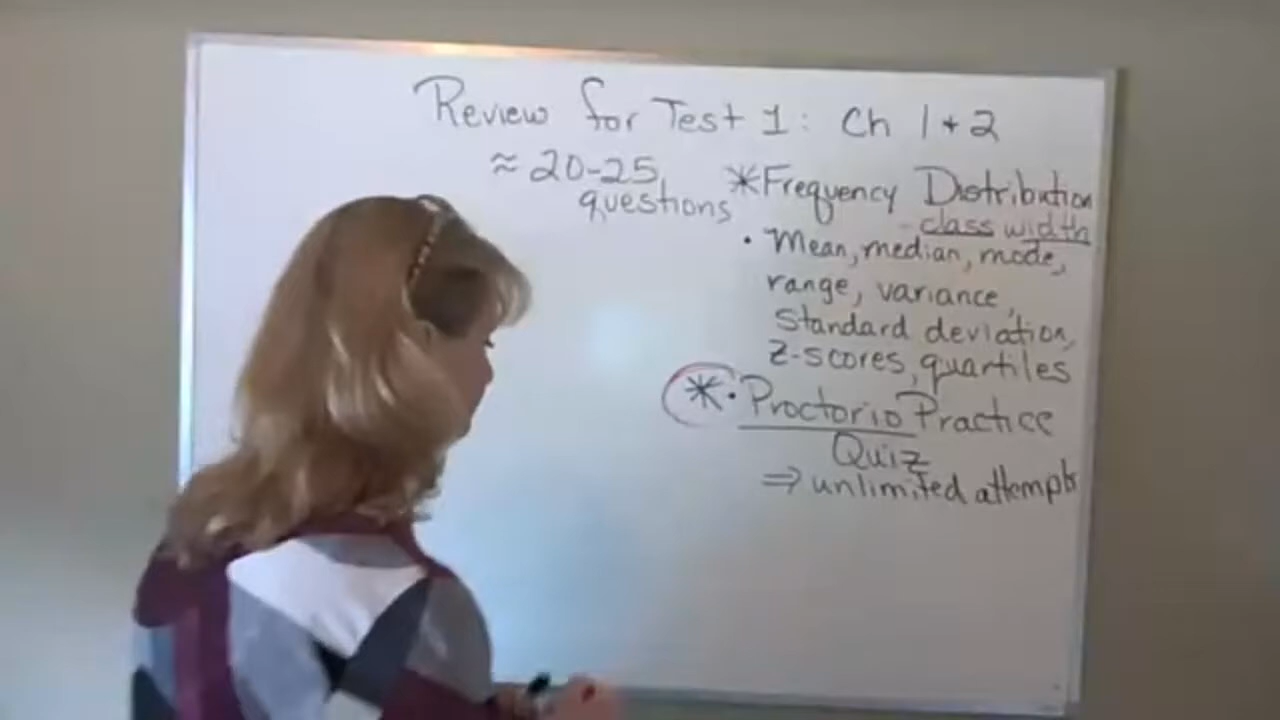 Review for Test 1: Ch 1 + 2
≈ 20-25
questions
*Frequency Distribution
- class width
• Mean, median, mode,
range, variance,
standard deviation,
z-scores, quartiles
*• Proctorio Practice
Quiz
⇒ unlimited attempts